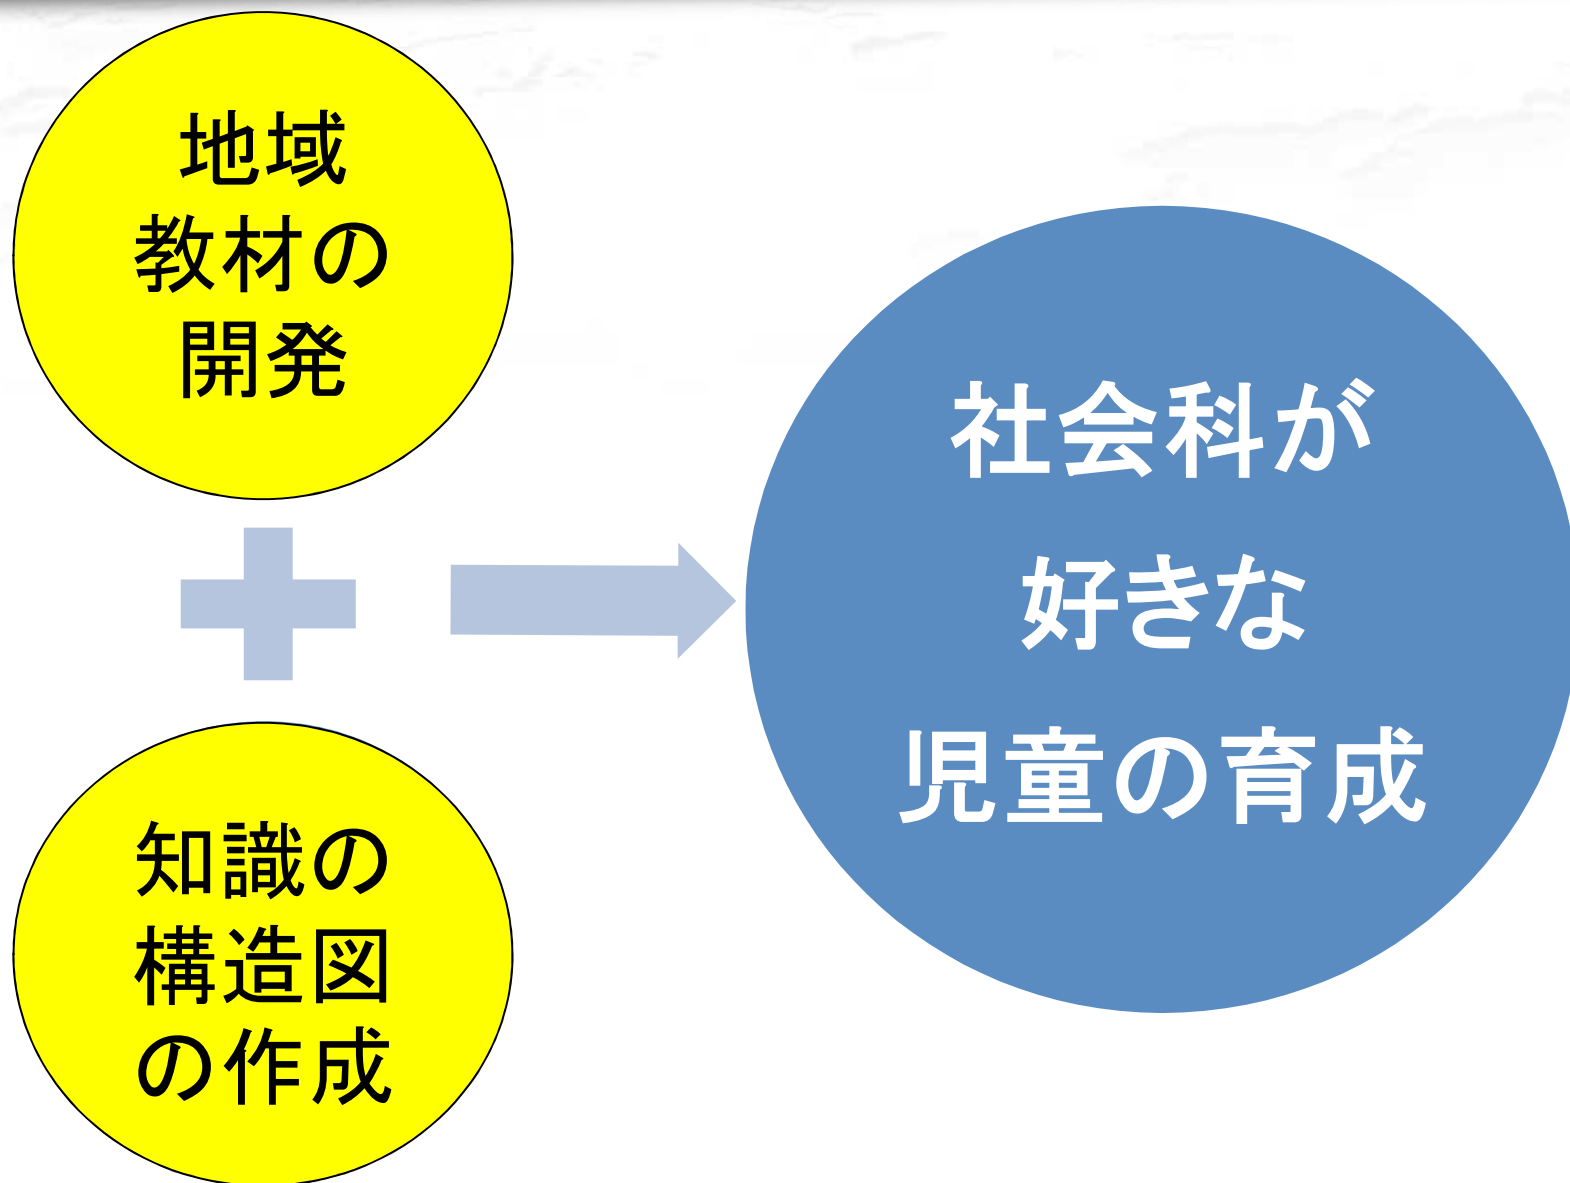 地域
教材の
開発
知識の
構造図
の作成
社会科が
好きな
児童の育成